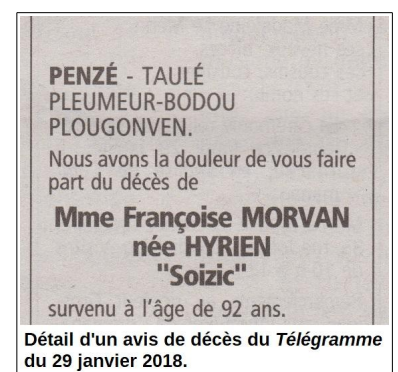 PENZÉ - TAULÉ
PLEUMEUR-BODOU
PLOUGONVEN.
Nous avons la douleur de vous faire
part du décès de
Mme Françoise MORVAN
née HYRIEN
"Soizic"
survenu à l'âge de 92 ans.
Détail d'un avis de décès du Télégramme
du 29 janvier 2018.